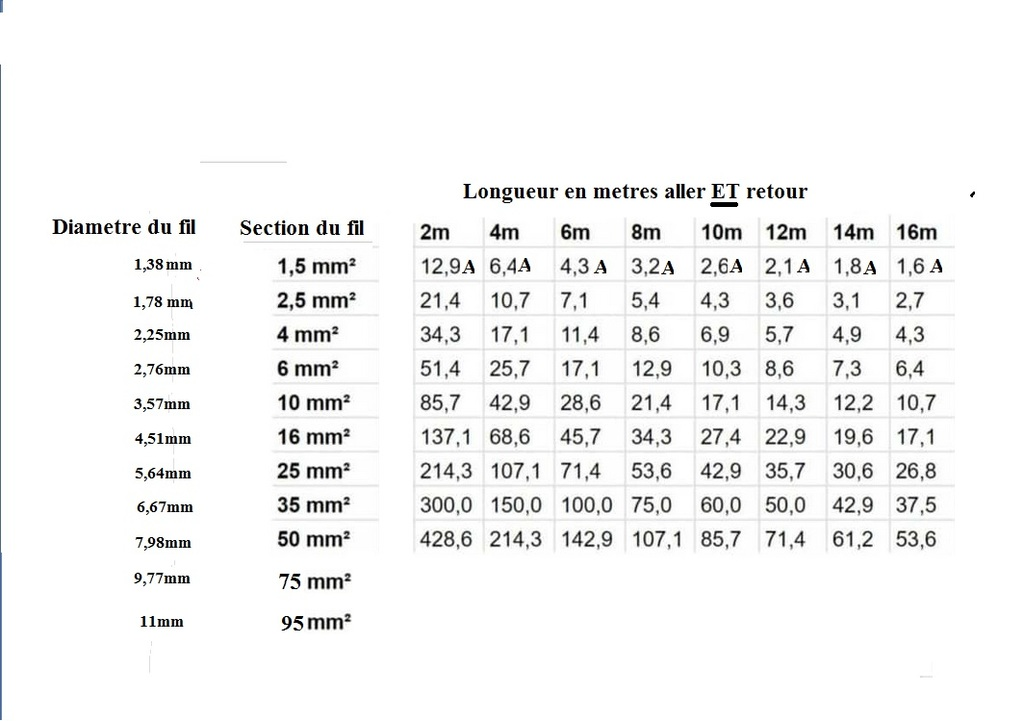 Longueur en metres aller ET retour
Diametre du fil Section du fil 2m 4m 6m 8m 10m 12m 14m 16m
1,38 mm 1,5 mm² 12,9A 6,4A 4,3 A 3,2A 2,6A 2,1 A 1,8A 1,6 A
1,78 mm 2,5 mm² 21,4 10,7 7,1 5,4 4,3 3,6 3,1 2,7
2,25mm 4 mm² 34,3 17,1 11,4 8,6 6,9 5,7 4,9 4,3
2,76mm 6 mm² 51,4 25,7 17,1 12,9 10,3 8,6 7,3 6,4
3,57mm 10 mm² 85,7 42,9 28,6 21,4 17,1 14,3 12,2 10,7
4,51mm 16 mm² 137,1 68,6 45,7 34,3 27,4 22,9 19,6 17,1
5,64mm 25 mm² 214,3 107,1 71,4 53,6 42,9 35,7 30,6 26,8
6,67mm 35 mm² 300,0 150,0 100,0 75,0 60,0 50,0 42,9 37,5
7,98mm 50 mm² 428,6 214,3 142,9 107,1 85,7 71,4 61,2 53,6
9,77mm 75 mm²
11mm 95 mm²